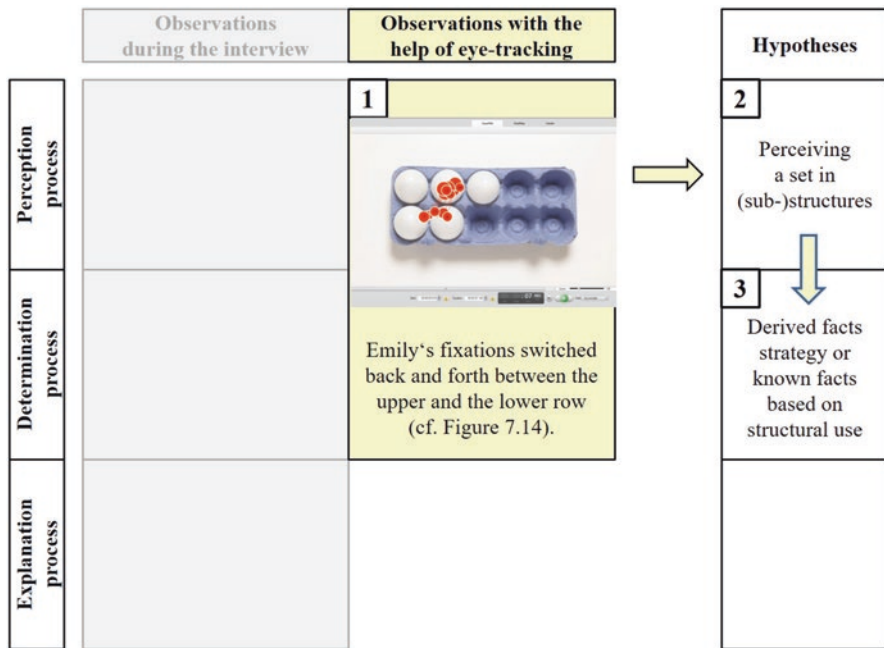 Observations
during the interview
Observations with the
help of eye-tracking
Hypotheses
Perception
process
1
2
Perceiving
a set in
(sub-)structures
Determination
process
Emily‘s fixations switched
back and forth between the
upper and the lower row
(cf. Figure 7.14).
3
Derived facts
strategy or
known facts
based on
structural use
Explanation
process